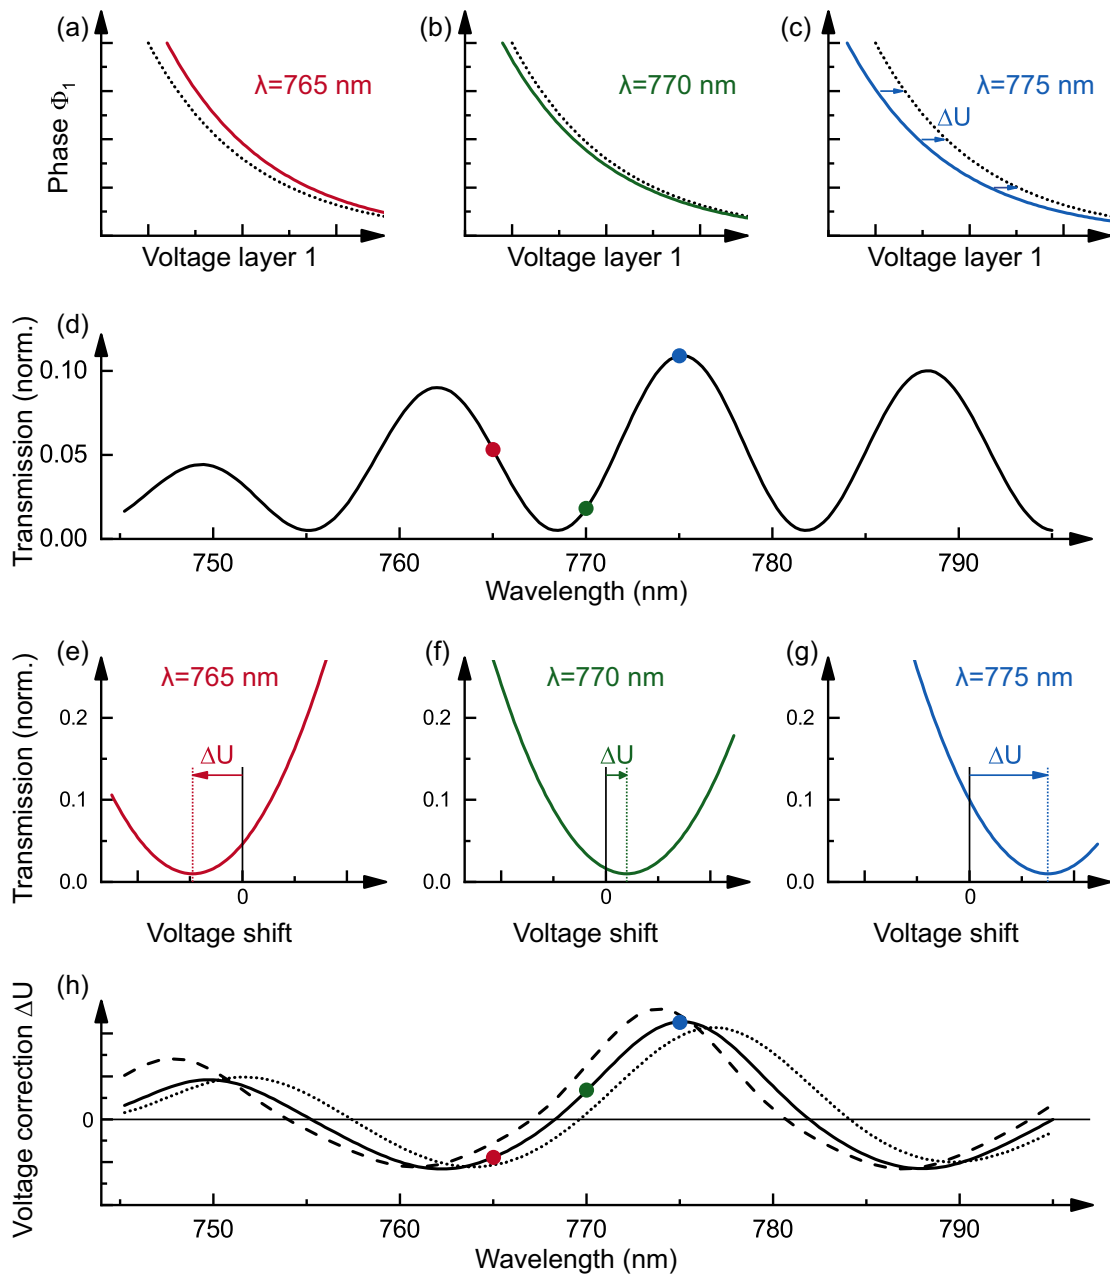 (a)
(b)
(c)
λ=765 nm
λ=770 nm
λ=775 nm
ΔU
Phase Φ1
Voltage layer 1
Voltage layer 1
Voltage layer 1
(d)
Transmission (norm.)
0.10
0.05
0.00
750
760
770
780
790
Wavelength (nm)
(e)
(f)
(g)
λ=765 nm
λ=770 nm
λ=775 nm
Transmission (norm.)
0.2
0.1
0.0
ΔU
0
Voltage shift
0.2
0.1
0.0
ΔU
0
Voltage shift
0.2
0.1
0.0
ΔU
0
Voltage shift
(h)
Voltage correction ΔU
0
750
760
770
780
790
Wavelength (nm)